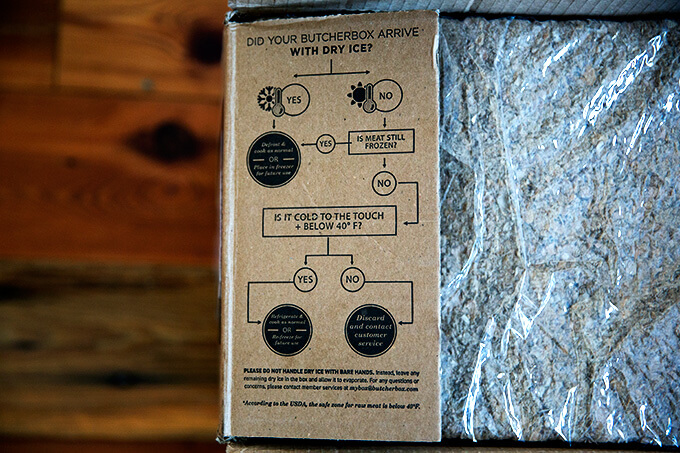 DID YOUR BUTCHERBOX ARRIVE
WITH DRY ICE?
YES
NO
Defrost &
cook as normal
OR
Place in freezer
for future use
YES
IS MEAT STILL
FROZEN?
NO
IS IT COLD TO THE TOUCH
+ BELOW 40° F?
YES
NO
Refrigerate &
cook as normal
OR
Re-freeze for
future use
Discard
and contact
customer
service
PLEASE DO NOT HANDLE DRY ICE WITH BARE HANDS. Instead, leave any
remaining dry ice in the box and allow it to evaporate. For any questions or
concerns, please contact member services at mybox@butcherbox.com
*According to the USDA, the safe zone for raw meat is below 40°F.